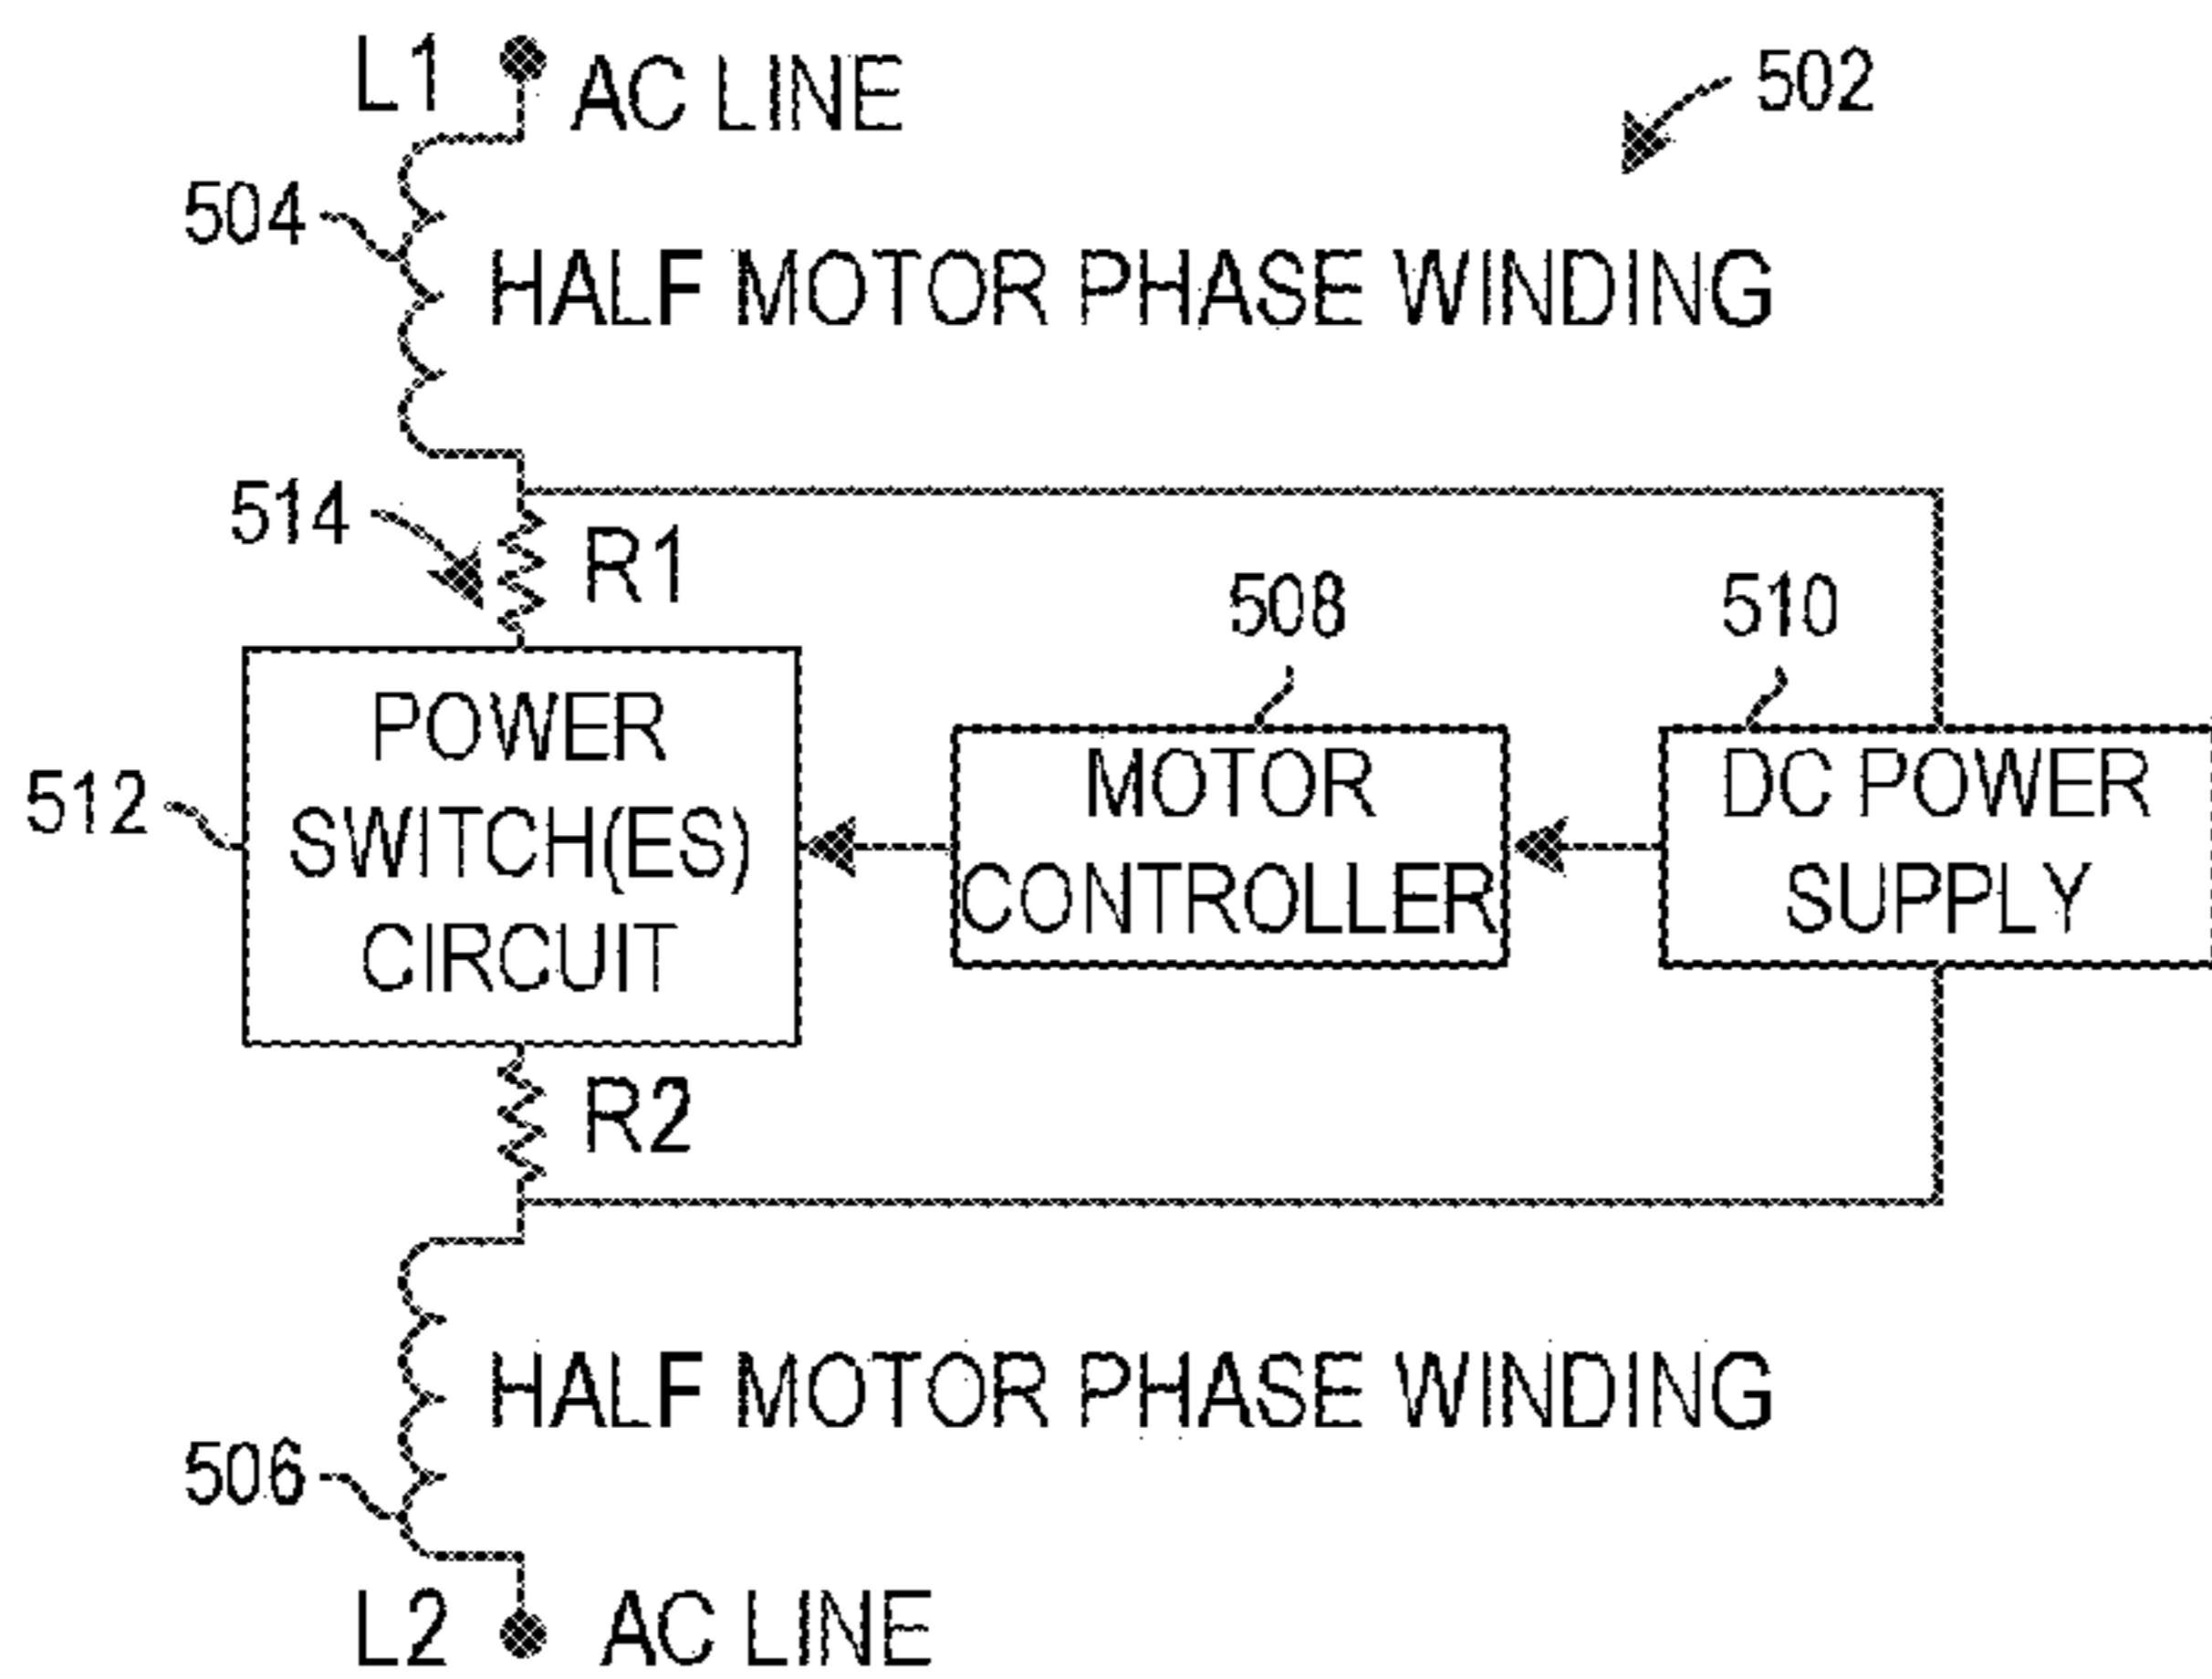 L1 AC LINE
502
504
HALF MOTOR PHASE WINDING
514
R1
508
510
POWER
SWITCH(ES)
CIRCUIT
MOTOR
CONTROLLER
DC POWER
SUPPLY
512
R2
HALF MOTOR PHASE WINDING
506
L2 AC LINE